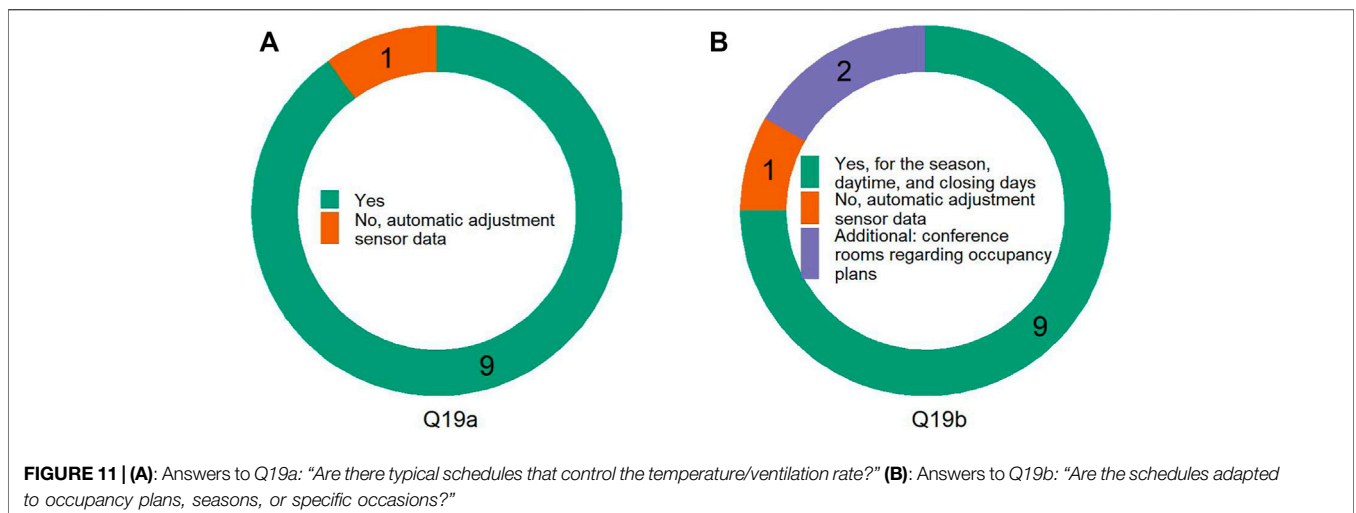 A
1
Yes
No, automatic adjustment
sensor data
9
Q19a
B
2
1
Yes, for the season,
daytime, and closing days
No, automatic adjustment
sensor data
Additional: conference
rooms regarding occupancy
plans
9
Q19b
FIGURE 11 | (A): Answers to Q19a: “Are there typical schedules that control the temperature/ventilation rate?” (B): Answers to Q19b: “Are the schedules adapted
to occupancy plans, seasons, or specific occasions?”